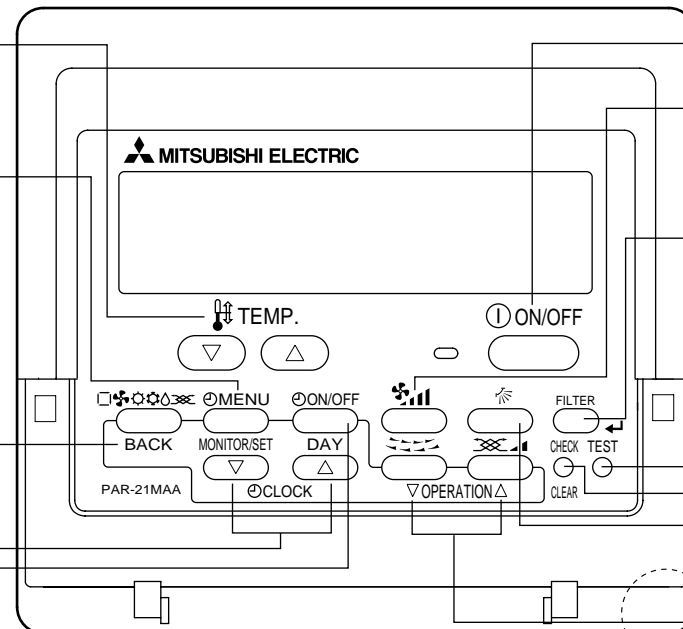 MITSUBISHI ELECTRIC
TEMP.
ON/OFF
MENU
ON/OFF
FILTER
BACK
MONITOR/SET
DAY
CHECK
TEST
PAR-21MAA
CLOCK
OPERATION
CLEAR